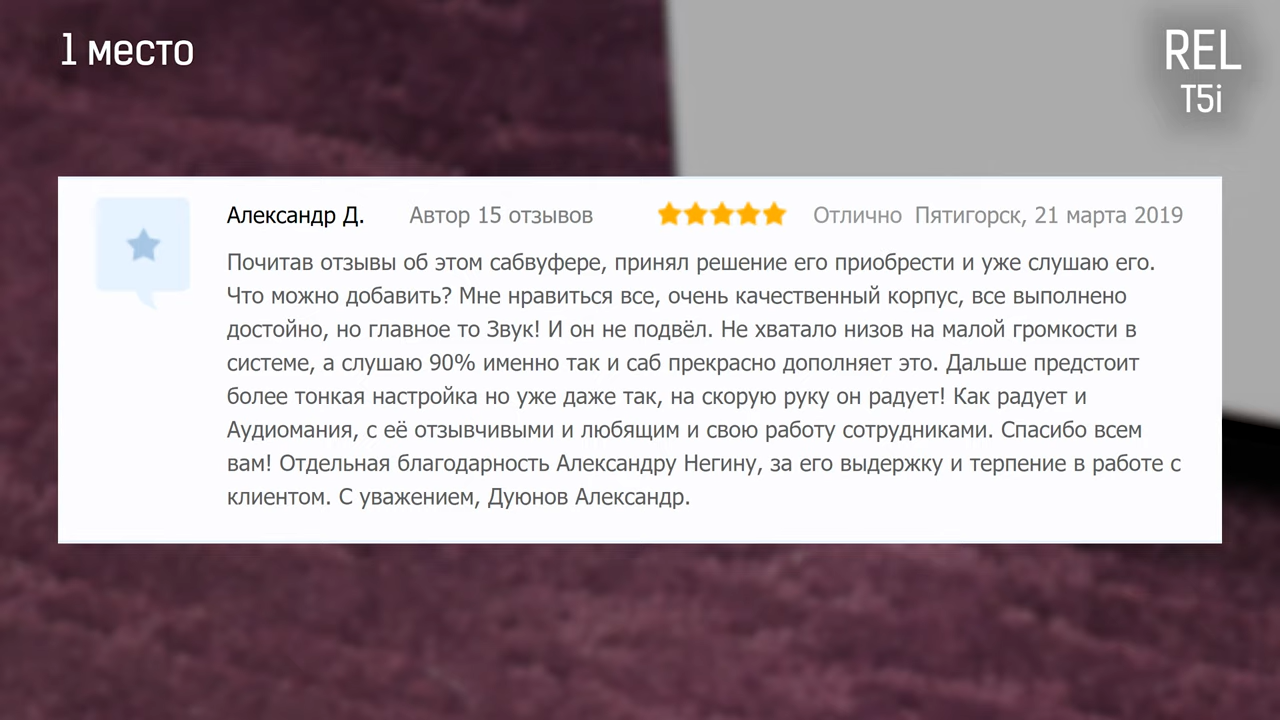 1 место
REL
T5i
Александр Д. Автор 15 отзывов Отлично Пятигорск, 21 марта 2019
Почитав отзывы об этом сабвуфере, принял решение его приобрести и уже слушаю его.
Что можно добавить? Мне нравиться все, очень качественный корпус, все выполнено
достойно, но главное то Звук! И он не подвёл. Не хватало низов на малой громкости в
системе, а слушаю 90% именно так и саб прекрасно дополняет это. Дальше предстоит
более тонкая настройка но уже даже так, на скорую руку он радует! Как радует и
Аудиомания, с её отзывчивыми и любящим и свою работу сотрудниками. Спасибо всем
вам! Отдельная благодарность Александру Негину, за его выдержку и терпение в работе с
клиентом. С уважением, Дуюнов Александр.